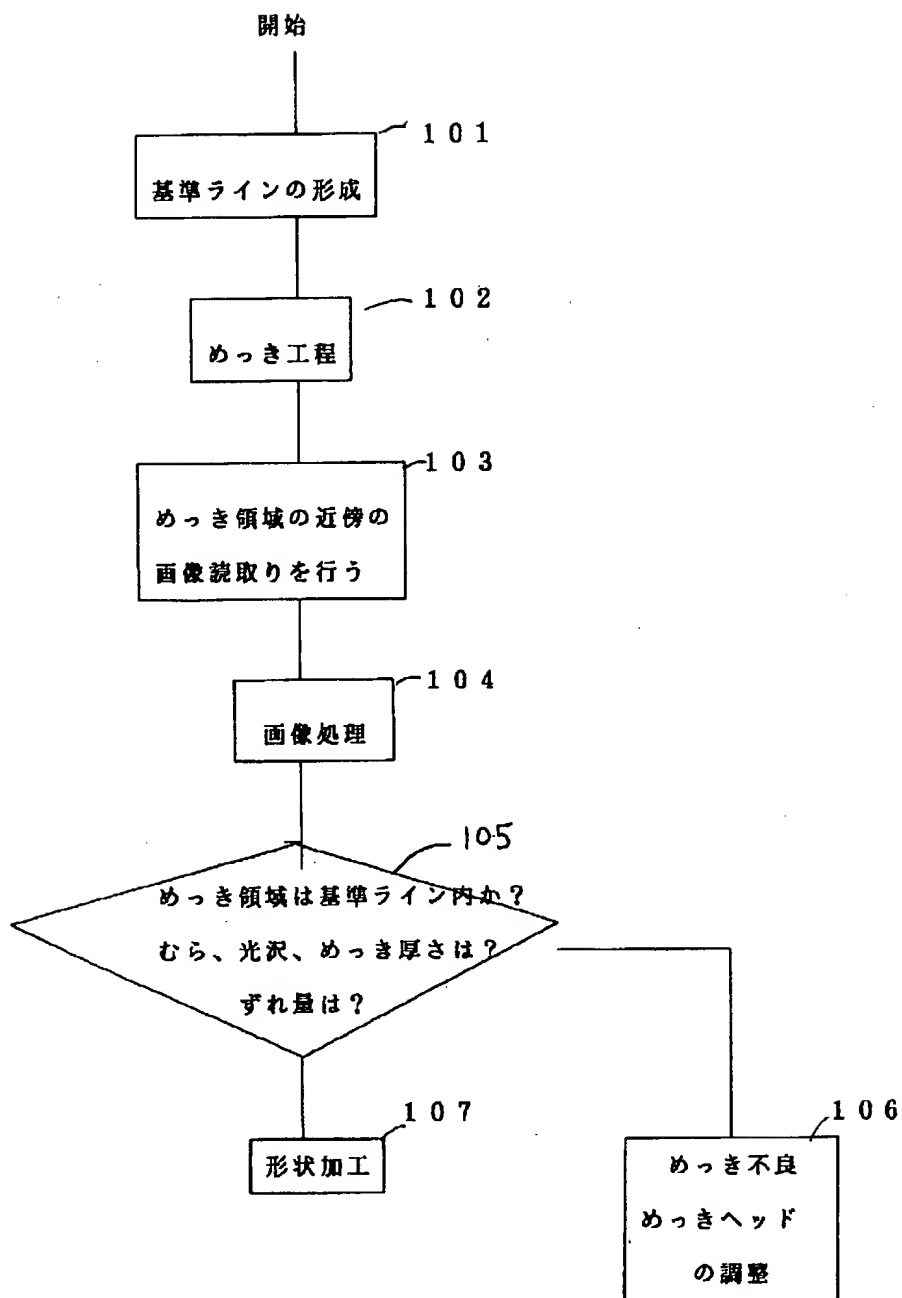 開始
101
基準ラインの形成
102
めっき工程
103
めっき領域の近傍の
画像読取りを行う
104
画像処理
105
めっき領域は基準ライン内か?
むら、光沢、めっき厚さは?
ずれ量は?
107
形状加工
106
めっき不良
めっきヘッド
の調整